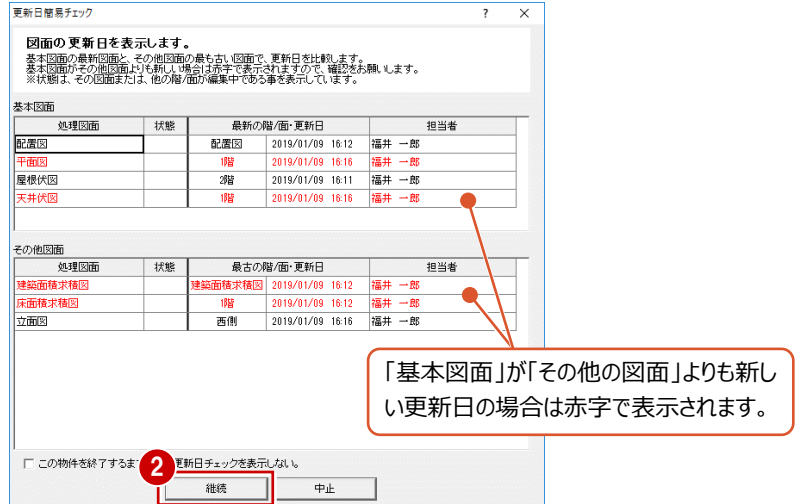 更新日簡易チェック ? ×
図面の更新日を表示します。
基本図面の最新図面と、その他図面の最も古い図面で、更新日を比較します。
基本図面がその他図面よりも新しい場合は赤字で表示されますので、確認をお願いします。
※状態は、その図面または、他の階/面が編集中である事を表示しています。
基本図面
処理図面 状態 最新の階/面・更新日 担当者
配置図 配置図 2019/01/09 16:12 福井 一郎
平面図 1階 2019/01/09 16:16 福井 一郎
屋根伏図 2階 2019/01/09 16:11 福井 一郎
天井伏図 1階 2019/01/09 16:16 福井 一郎
その他図面
処理図面 状態 最古の階/面・更新日 担当者
建築面積求積図 建築面積求積図 2019/01/09 16:12 福井 一郎
床面積求積図 1階 2019/01/09 16:12 福井 一郎
立面図 西側 2019/01/09 16:16 福井 一郎
「基本図面」が「その他の図面」よりも新し
い更新日の場合は赤字で表示されます。
この物件を終了するま 更新日チェックを表示しない。
2
継続 中止